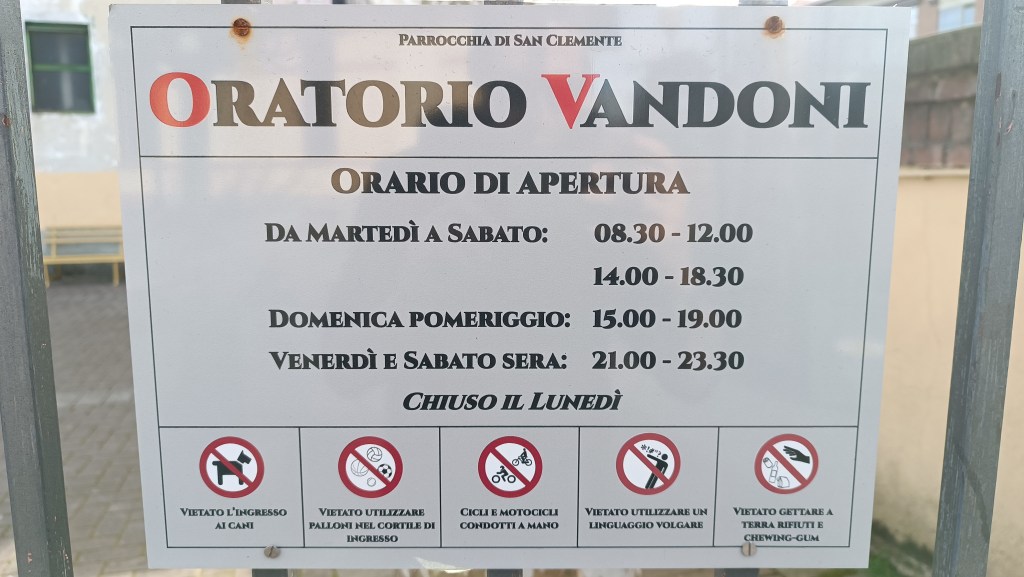 Parrocchia di San Clemente
Oratorio Vandoni
Orario di apertura
Da Martedì a Sabato: 08.30 - 12.00
14.00 - 18.30
Domenica pomeriggio: 15.00 - 19.00
Venerdì e Sabato sera: 21.00 - 23.30
Chiuso il Lunedì
Vietato l'ingresso
ai cani
Vietato utilizzare
palloni nel cortile di
ingresso
Cicli e motocicli
condotti a mano
Vietato utilizzare un
linguaggio volgare
Vietato gettare a
terra rifiuti e
chewing-gum